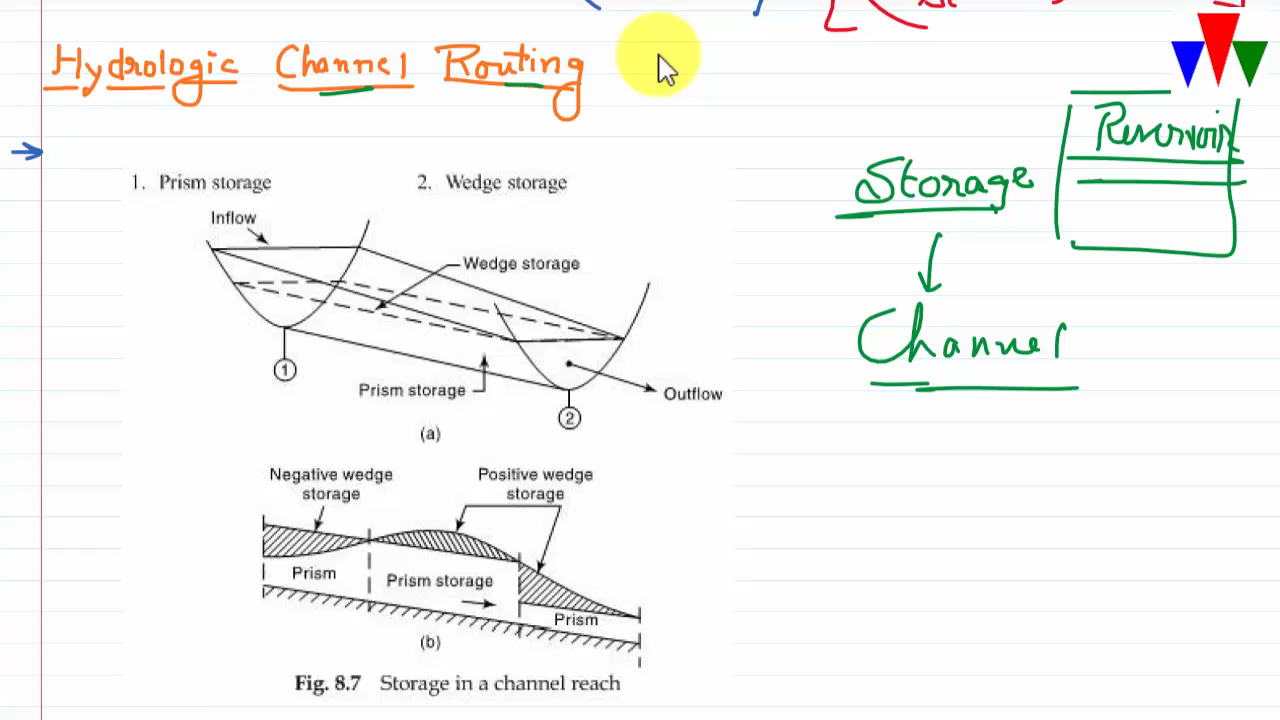 Hydrologic Channel Routing
Reservoir
Storage
Channel
1. Prism storage 2. Wedge storage
Inflow
Wedge storage
1
Prism storage
Outflow
2
(a)
Negative wedge
storage
Positive wedge
storage
Prism
Prism storage
Prism
(b)
Fig. 8.7 Storage in a channel reach